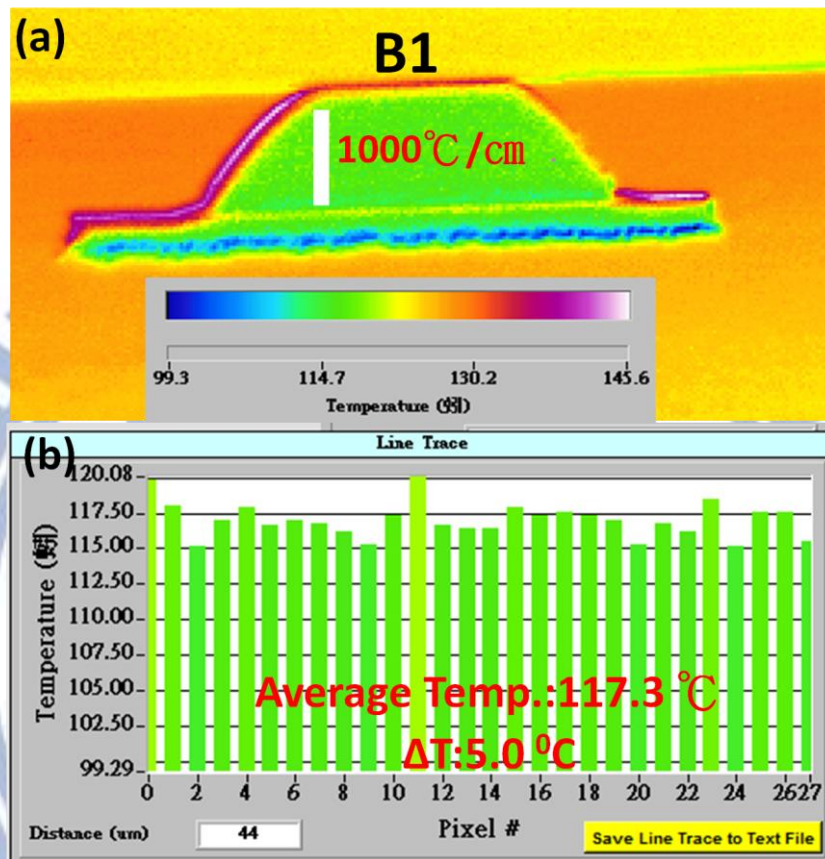 (a)
B1
1000℃/cm
99.3 114.7 130.2 145.6
Temperature
Line Trace
(b)
120.08
117.50
115.00
112.50
110.00
107.50
105.00
102.50
99.29
Temperature
Average Temp.:117.3 ℃
ΔT:5.0 ⁰C
0 2 4 6 8 10 12 14 16 18 20 22 24 2627
Distance (um) 44 Pixel # Save Line Trace to Text File